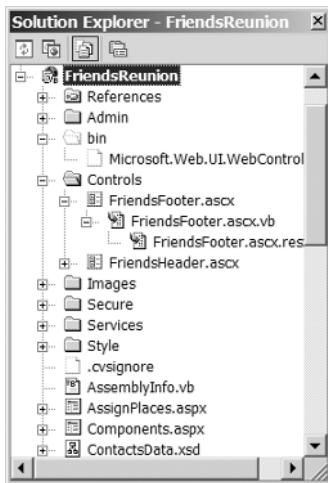 Solution Explorer - FriendsReunion
FriendsReunion
References
Admin
bin
Microsoft.Web.UI.WebControl
Controls
FriendsFooter.ascx
FriendsFooter.ascx.vb
FriendsFooter.ascx.res
FriendsHeader.ascx
Images
Secure
Services
Style
.cvsignore
AssemblyInfo.vb
AssignPlaces.aspx
Components.aspx
ContactsData.xsd